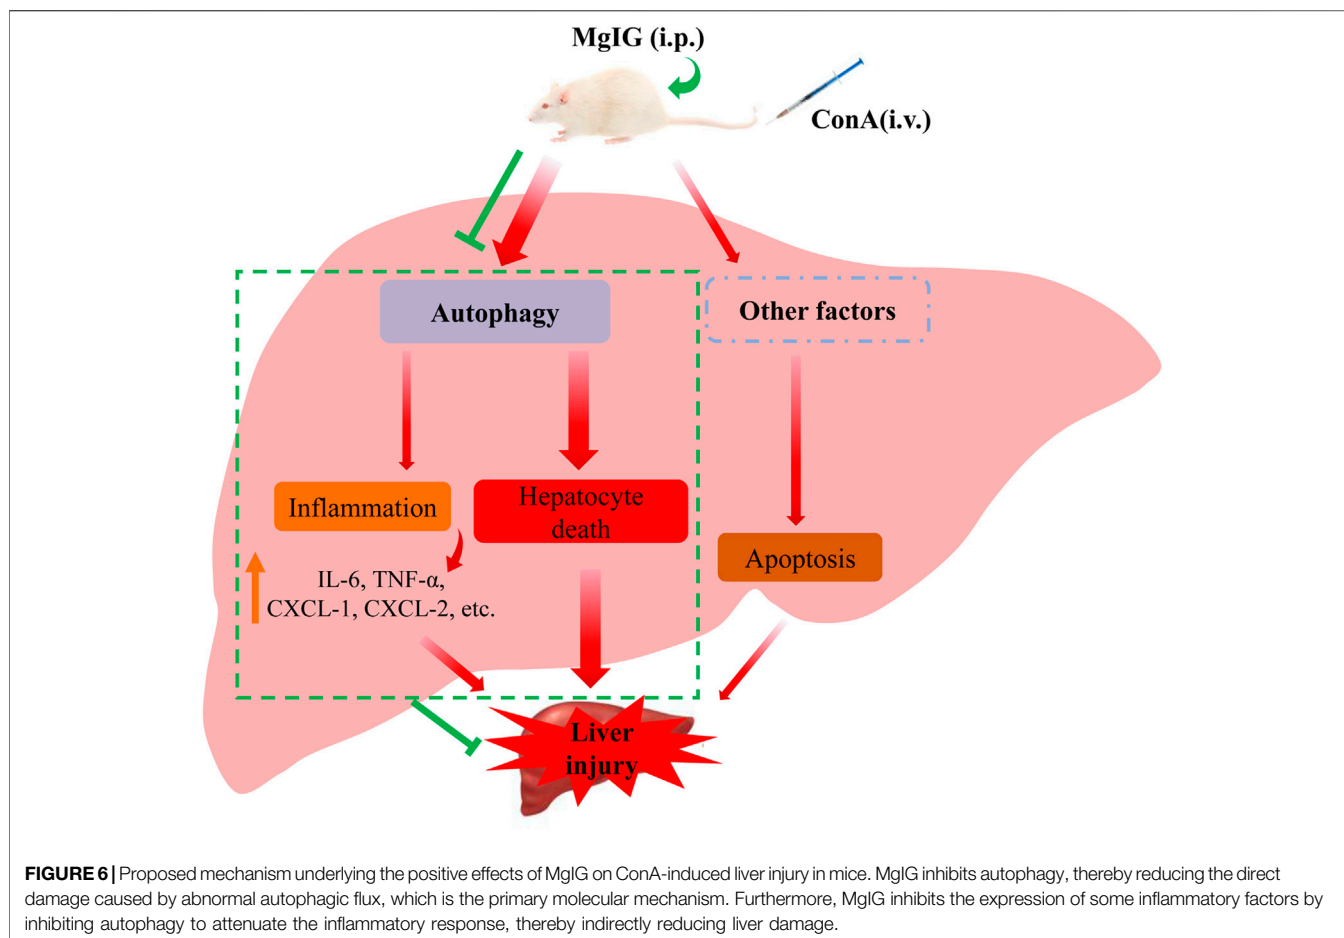 MgIG (i.p.)
ConA(i.v.)
Autophagy
Other factors
Inflammation
Hepatocyte
death
Apoptosis
IL-6, TNF-α,
CXCL-1, CXCL-2, etc.
Liver
injury
FIGURE 6 | Proposed mechanism underlying the positive effects of MgIG on ConA-induced liver injury in mice. MgIG inhibits autophagy, thereby reducing the direct
damage caused by abnormal autophagic flux, which is the primary molecular mechanism. Furthermore, MgIG inhibits the expression of some inflammatory factors by
inhibiting autophagy to attenuate the inflammatory response, thereby indirectly reducing liver damage.